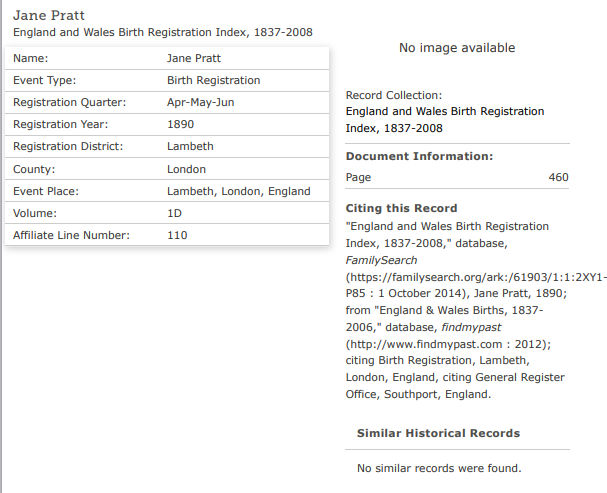 Jane Pratt
England and Wales Birth Registration Index, 1837-2008
Name: Jane Pratt
Event Type: Birth Registration
Registration Quarter: Apr-May-Jun
Registration Year: 1890
Registration District: Lambeth
County: London
Event Place: Lambeth, London, England
Volume: 1D
Affiliate Line Number: 110
No image available
Record Collection:
England and Wales Birth Registration
Index, 1837-2008
Document Information:
Page 460
Citing this Record
"England and Wales Birth Registration
Index, 1837-2008," database,
FamilySearch
(https://familysearch.org/ark:/61903/1:1:2XY1-
P85 : 1 October 2014), Jane Pratt, 1890;
from "England & Wales Births, 1837-
2006," database, findmypast
(http://www.findmypast.com : 2012);
citing Birth Registration, Lambeth,
London, England, citing General Register
Office, Southport, England.
Similar Historical Records
No similar records were found.